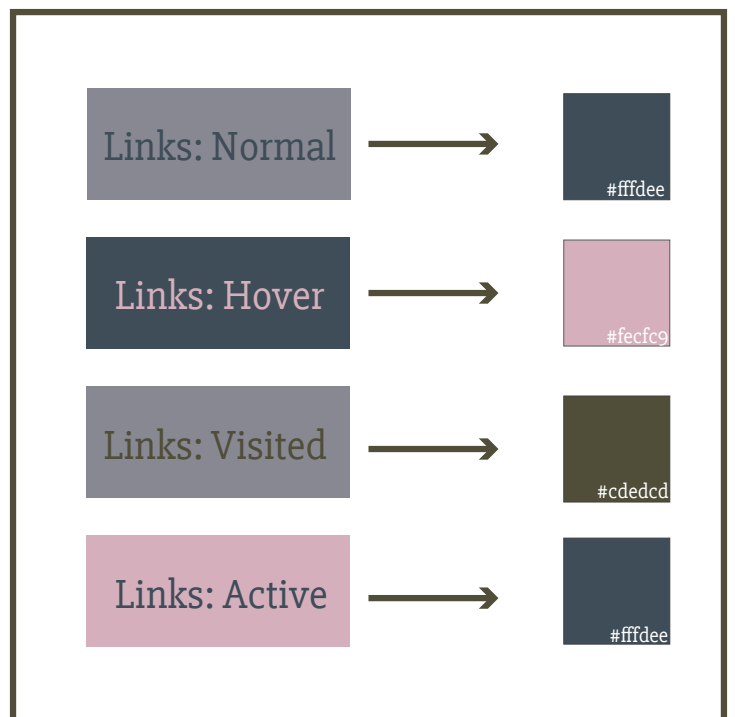 Links: Normal
#fffdee
Links: Hover
#fecfc9
Links: Visited
#cdedcd
Links: Active
#fffdee